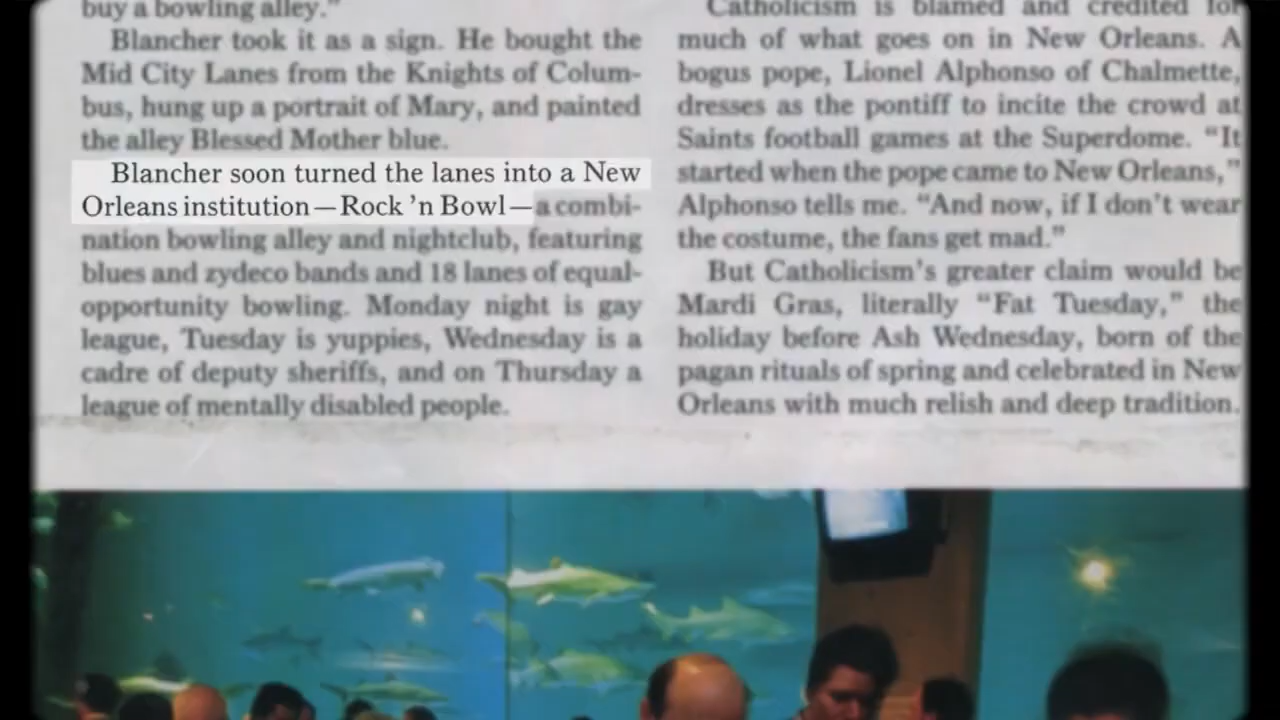 buy a bowling alley."
Blancher took it as a sign. He bought the
Mid City Lanes from the Knights of Colum-
bus, hung up a portrait of Mary, and painted
the alley Blessed Mother blue.
Blancher soon turned the lanes into a New
Orleans institution—Rock 'n Bowl—a combi-
nation bowling alley and nightclub, featuring
blues and zydeco bands and 18 lanes of equal-
opportunity bowling. Monday night is gay
league, Tuesday is yuppies, Wednesday is a
cadre of deputy sheriffs, and on Thursday a
league of mentally disabled people.
Catholicism is blamed and credited for
much of what goes on in New Orleans. A
bogus pope, Lionel Alphonso of Chalmette,
dresses as the pontiff to incite the crowd at
Saints football games at the Superdome. "It
started when the pope came to New Orleans,"
Alphonso tells me. "And now, if I don't wear
the costume, the fans get mad."
But Catholicism's greater claim would be
Mardi Gras, literally "Fat Tuesday," the
holiday before Ash Wednesday, born of the
pagan rituals of spring and celebrated in New
Orleans with much relish and deep tradition.